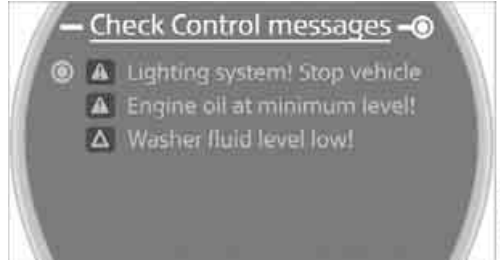 Check Control messages
Lighting system! Stop vehicle
Engine oil at minimum level!
Washer fluid level low!